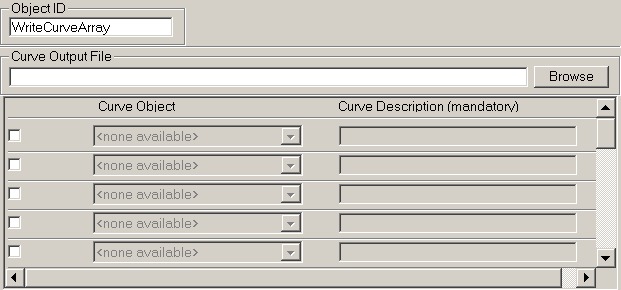 Object ID
WriteCurveArray
Curve Output File
Browse
Curve Object Curve Description (mandatory)
<none available>
<none available>
<none available>
<none available>
<none available>